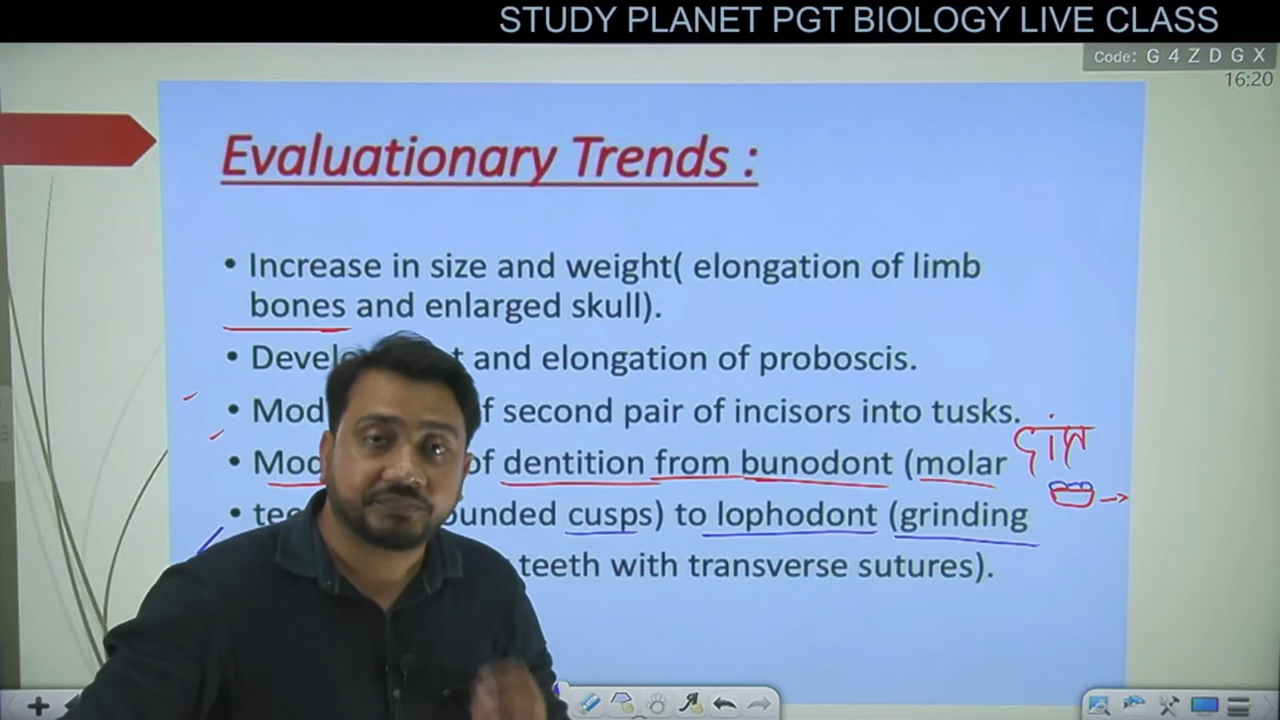 STUDY PLANET PGT BIOLOGY LIVE CLASS
Code: G 4 Z D G X
16:20
Evaluationary Trends :
• Increase in size and weight( elongation of limb
bones and enlarged skull).
• and elongation of proboscis.
• second pair of incisors into tusks.
• of dentition from bunodont (molar
• cusps) to lophodont (grinding
teeth with transverse sutures).